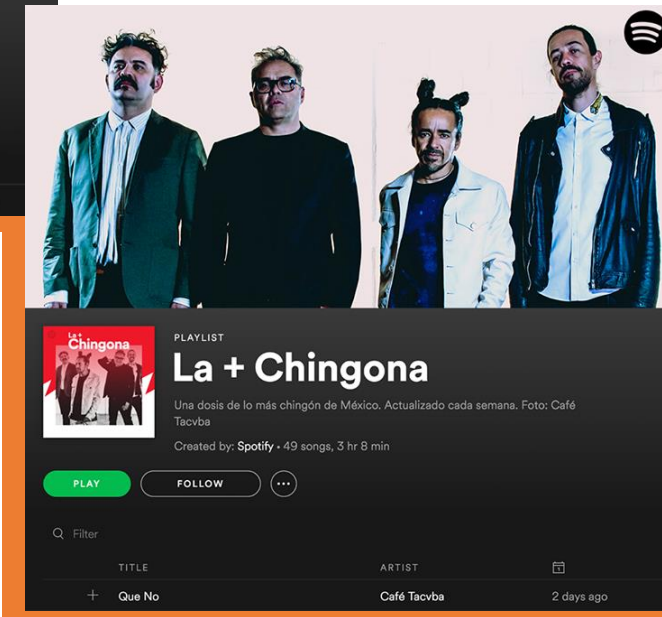 PLAYLIST
La +
Chingona
La + Chingona
Una dosis de lo más chingón de México. Actualizado cada semana. Foto: Café
Tacvba
Created by: Spotify • 49 songs, 3 hr 8 min
PLAY FOLLOW
Filter
TITLE ARTIST
Que No Café Tacvba 2 days ago